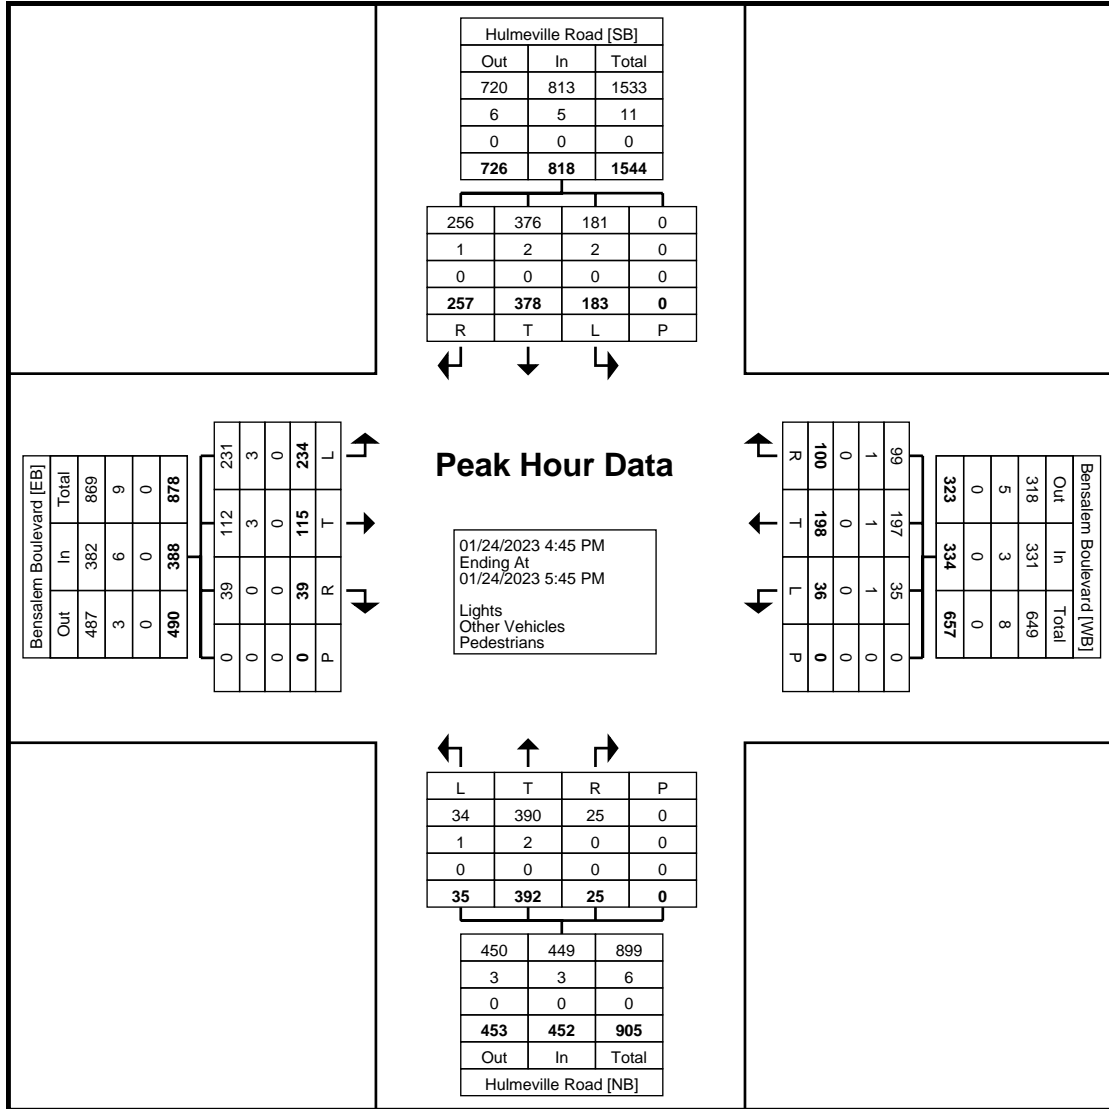 Hulmeville Road [SB]
Out In Total
720 813 1533
6 5 11
0 0 0
726 818 1544
256 376 181 0
1 2 2 0
0 0 0 0
257 378 183 0
R T L P
Bensalem Boulevard [EB]
Total In Out
869 382 487
9 6 3
0 0 0
878 388 490
231 112 39 0
3 3 0 0
0 0 0 0
234 115 39 0
L T R P
Peak Hour Data
01/24/2023 4:45 PM
Ending At
01/24/2023 5:45 PM
Lights
Other Vehicles
Pedestrians
R T L P
100 198 36 0
0 0 0 0
1 1 1 0
99 197 35 0
323 334 657
0 0 0
5 3 8
318 331 649
Out In Total
Bensalem Boulevard [WB]
L T R P
34 390 25 0
1 2 0 0
0 0 0 0
35 392 25 0
450 449 899
3 3 6
0 0 0
453 452 905
Out In Total
Hulmeville Road [NB]